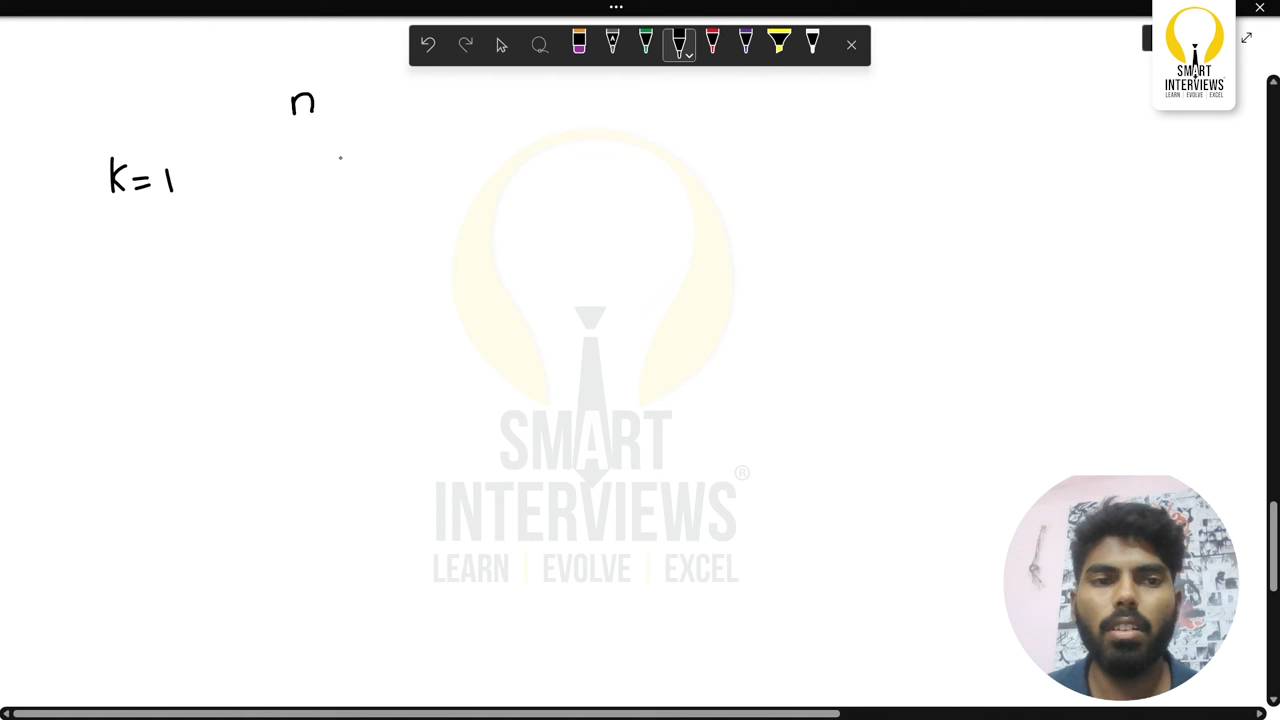 SMART
INTERVIEWS
LEARN | EVOLVE | EXCEL
n
K = 1
SMART
INTERVIEWS®
LEARN | EVOLVE | EXCEL